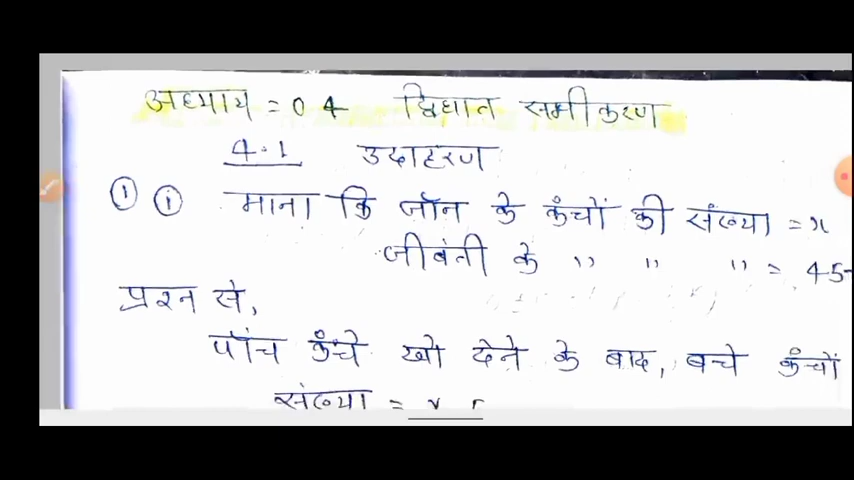 अध्याय = 04 द्विघात समीकरण
4.1 उदाहरण
① ⓘ माना कि जॉन के कंचों की संख्या = x
जीवंती के " " " = 45-
प्रश्न से,
पाँच कंचे खो देने के बाद, बचे कंचों
संख्या =